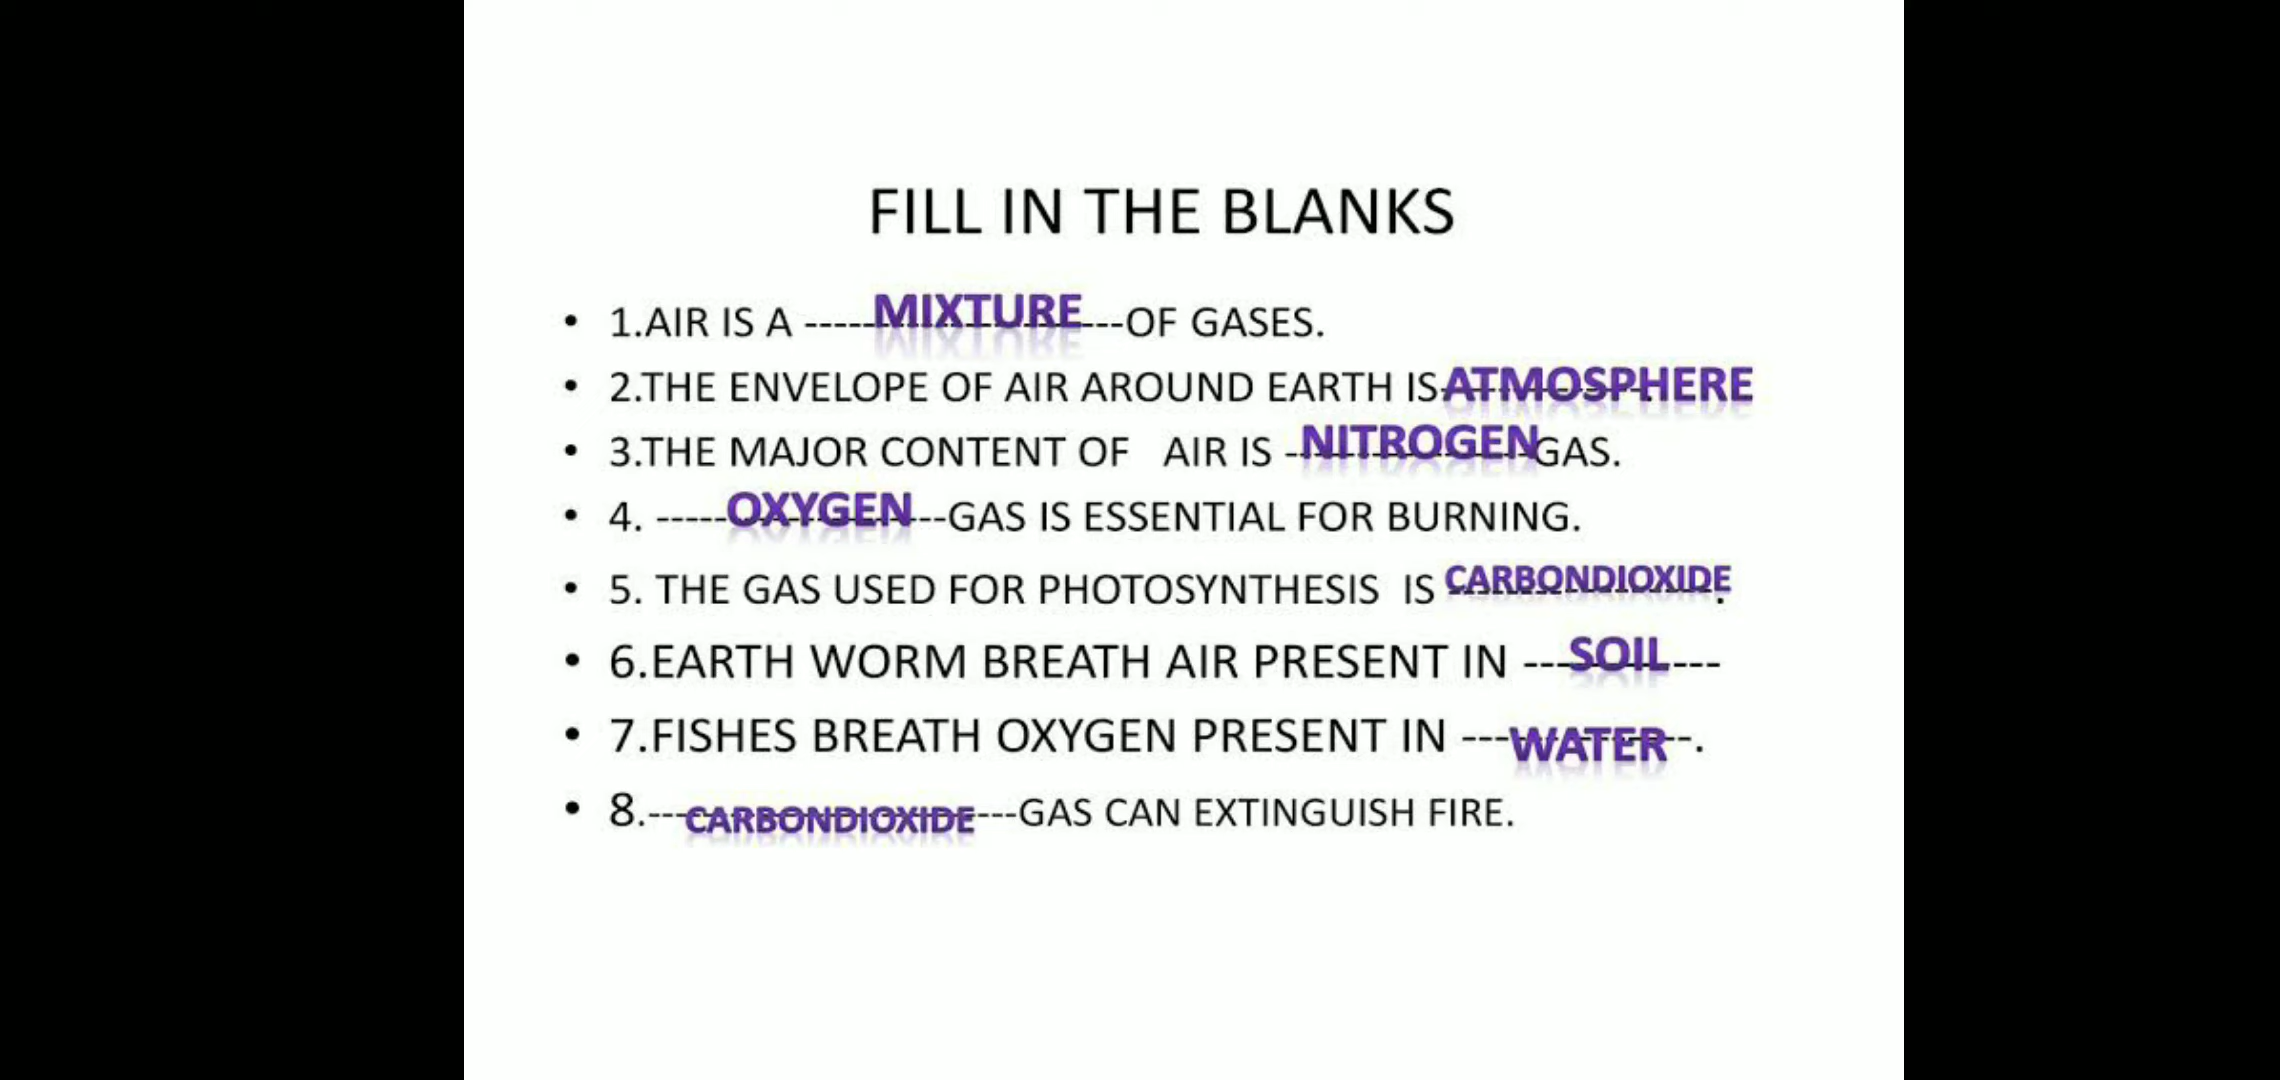 FILL IN THE BLANKS
• 1.AIR IS A -----MIXTURE---OF GASES.
• 2.THE ENVELOPE OF AIR AROUND EARTH IS ATMOSPHERE.
• 3.THE MAJOR CONTENT OF AIR IS -NITROGEN GAS.
• 4. -----OXYGEN---GAS IS ESSENTIAL FOR BURNING.
• 5. THE GAS USED FOR PHOTOSYNTHESIS IS CARBONDIOXIDE.
• 6.EARTH WORM BREATH AIR PRESENT IN ---SOIL---
• 7.FISHES BREATH OXYGEN PRESENT IN ---WATER--.
• 8.---CARBONDIOXIDE---GAS CAN EXTINGUISH FIRE.